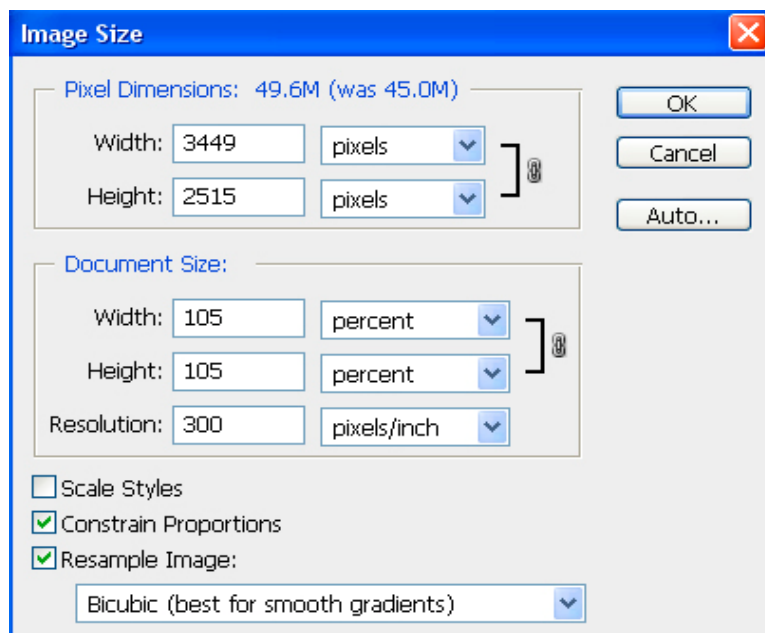 Image Size
Pixel Dimensions: 49.6M (was 45.0M)
OK
Width: 3449 pixels
Cancel
Height: 2515 pixels
Auto...
Document Size:
Width: 105 percent
Height: 105 percent
Resolution: 300 pixels/inch
Scale Styles
Constrain Proportions
Resample Image:
Bicubic (best for smooth gradients)